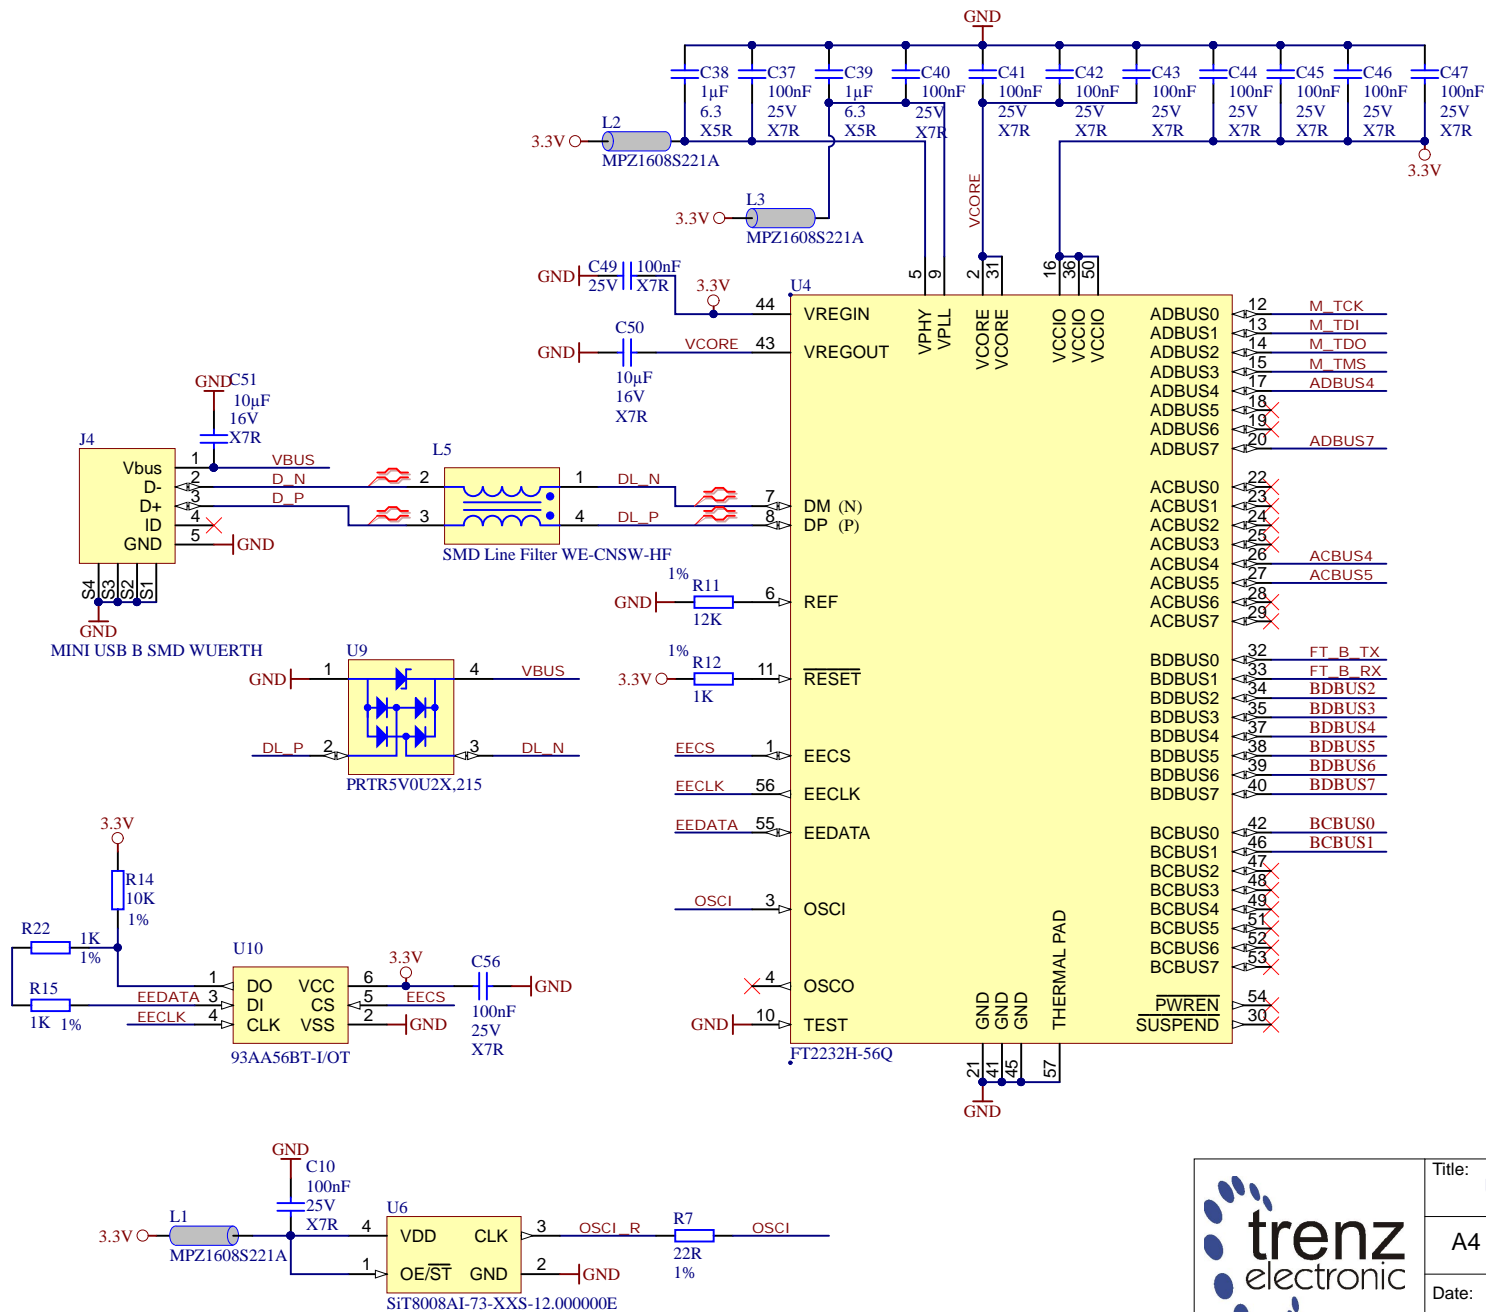 GND
C38 C37 C39 C40 C41 C42 C43 C44 C45 C46 C47
1µF 100nF 1µF 100nF 100nF 100nF 100nF 100nF 100nF 100nF 100nF
6.3 25V 6.3 25V 25V 25V 25V 25V 25V 25V 25V
X5R X7R X5R X7R X7R X7R X7R X7R X7R X7R X7R
L2
3.3V
MPZ1608S221A
3.3V
L3
3.3V
MPZ1608S221A
VCORE
GND C49 100nF
25V X7R
3.3V
5 9 2 31 16 36 50
U4
44 VREGIN
VPHY VPLL VCORE VCORE VCCIO VCCIO VCCIO
C50
GND VCORE 43 VREGOUT
10µF
16V
X7R
ADBUS0 12 M_TCK
ADBUS1 13 M_TDI
ADBUS2 14 M_TDO
ADBUS3 15 M_TMS
ADBUS4 17 ADBUS4
ADBUS5 18
ADBUS6 19
ADBUS7 20 ADBUS7
GND C51
10µF
16V
X7R
J4
Vbus 1 VBUS
D- 2 D_N
D+ 3 D_P
ID 4
GND 5 GND
S4 S3 S2 S1
GND
MINI USB B SMD WUERTH
L5
2 1 DL_N
3 4 DL_P
SMD Line Filter WE-CNSW-HF
7 DM (N)
8 DP (P)
ACBUS0 22
ACBUS1 23
ACBUS2 24
ACBUS3 25
ACBUS4 26 ACBUS4
ACBUS5 27 ACBUS5
ACBUS6 28
ACBUS7 29
1% R11
GND 6 REF
12K
1% R12
3.3V 11 RESET
1K
U9
GND 1 4 VBUS
DL_P 2 3 DL_N
PRTR5V0U2X,215
BDBUS0 32 FT_B_TX
BDBUS1 33 FT_B_RX
BDBUS2 34 BDBUS2
BDBUS3 35 BDBUS3
BDBUS4 37 BDBUS4
BDBUS5 38 BDBUS5
BDBUS6 39 BDBUS6
BDBUS7 40 BDBUS7
EECS 1 EECS
EECLK 56 EECLK
EEDATA 55 EEDATA
OSCI 3 OSCI
4 OSCO
GND 10 TEST
BCBUS0 42 BCBUS0
BCBUS1 46 BCBUS1
BCBUS2 47
BCBUS3 48
BCBUS4 49
BCBUS5 51
BCBUS6 52
BCBUS7 53
PWREN 54
SUSPEND 30
GND GND GND THERMAL PAD
FT2232H-56Q
21 41 45 57
GND
3.3V
R14
10K
1%
R22
1K
1%
R15
1K 1%
U10
1 DO VCC 6 3.3V
EEDATA 3 DI CS 5 EECS
EECLK 4 CLK VSS 2 GND
93AA56BT-I/OT
C56 GND
100nF
25V
X7R
GND
C10
100nF
25V
X7R
L1
3.3V
MPZ1608S221A
U6
4 VDD CLK 3 OSCI_R
1 OE/ST GND 2 GND
SiT8008AI-73-XXS-12.000000E
R7 OSCI
22R
1%
trenz
electronic
Title:
A4
Date: